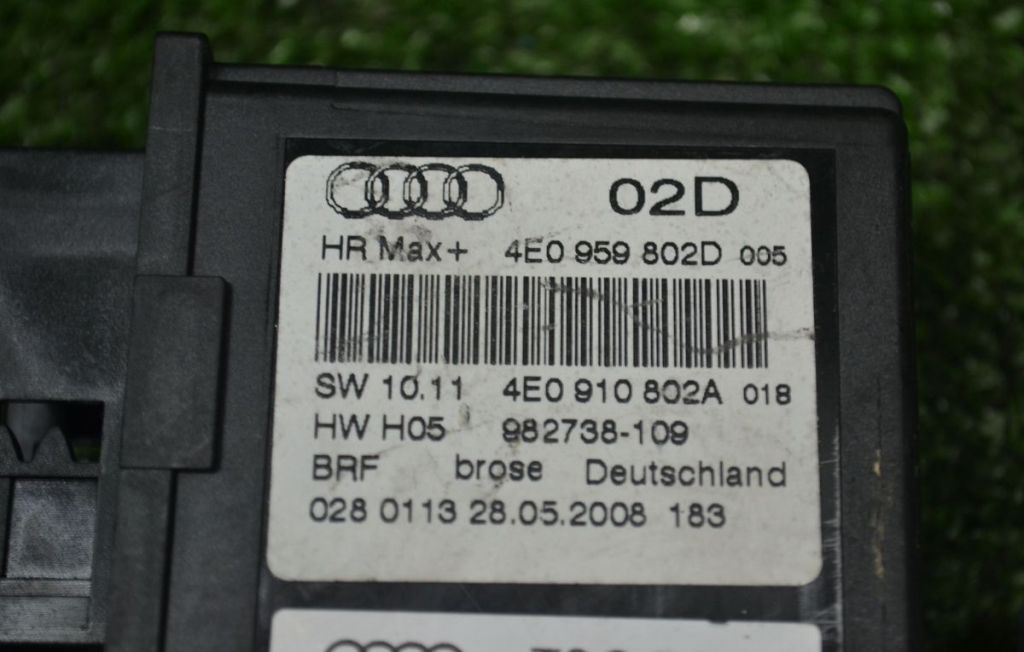 02D
HR Max+ 4E0 959 802D 005
SW 10.11 4E0 910 802A 018
HW H05 982738-109
BRF brose Deutschland
028 0113 28.05.2008 183